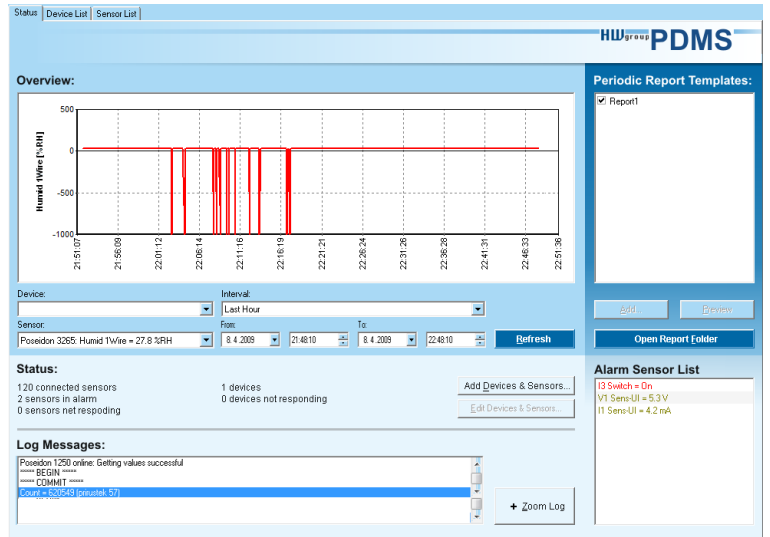 Status Device List Sensor List
HWgroup PDMS
Overview:
Periodic Report Templates:
Report1
500
0
-500
-1000
Humid 1Wire [%RH]
21:51:07 21:56:09 22:01:12 22:06:14 22:11:16 22:16:19 22:21:21 22:26:24 22:31:26 22:36:28 22:41:31 22:46:33 22:51:36
Device: Interval:
Last Hour
Sensor: From: To:
Poseidon 3265: Humid 1Wire = 27.8 %RH 8. 4 .2009 21:48:10 8. 4 .2009 22:48:10 Refresh
Add Preview
Open Report Folder
Status:
120 connected sensors 1 devices
2 sensors in alarm 0 devices not responding
0 sensors net respoding
Add Devices & Sensors...
Edit Devices & Sensors...
Alarm Sensor List
I3 Switch = On
V1 Sens-UI = 5.3 V
I1 Sens-UI = 4.2 mA
Log Messages:
Poseidon 1250 online: Getting values successful
===== BEGIN =====
===== COMMIT =====
Count = 620549 (prirustek 57)
+ Zoom Log